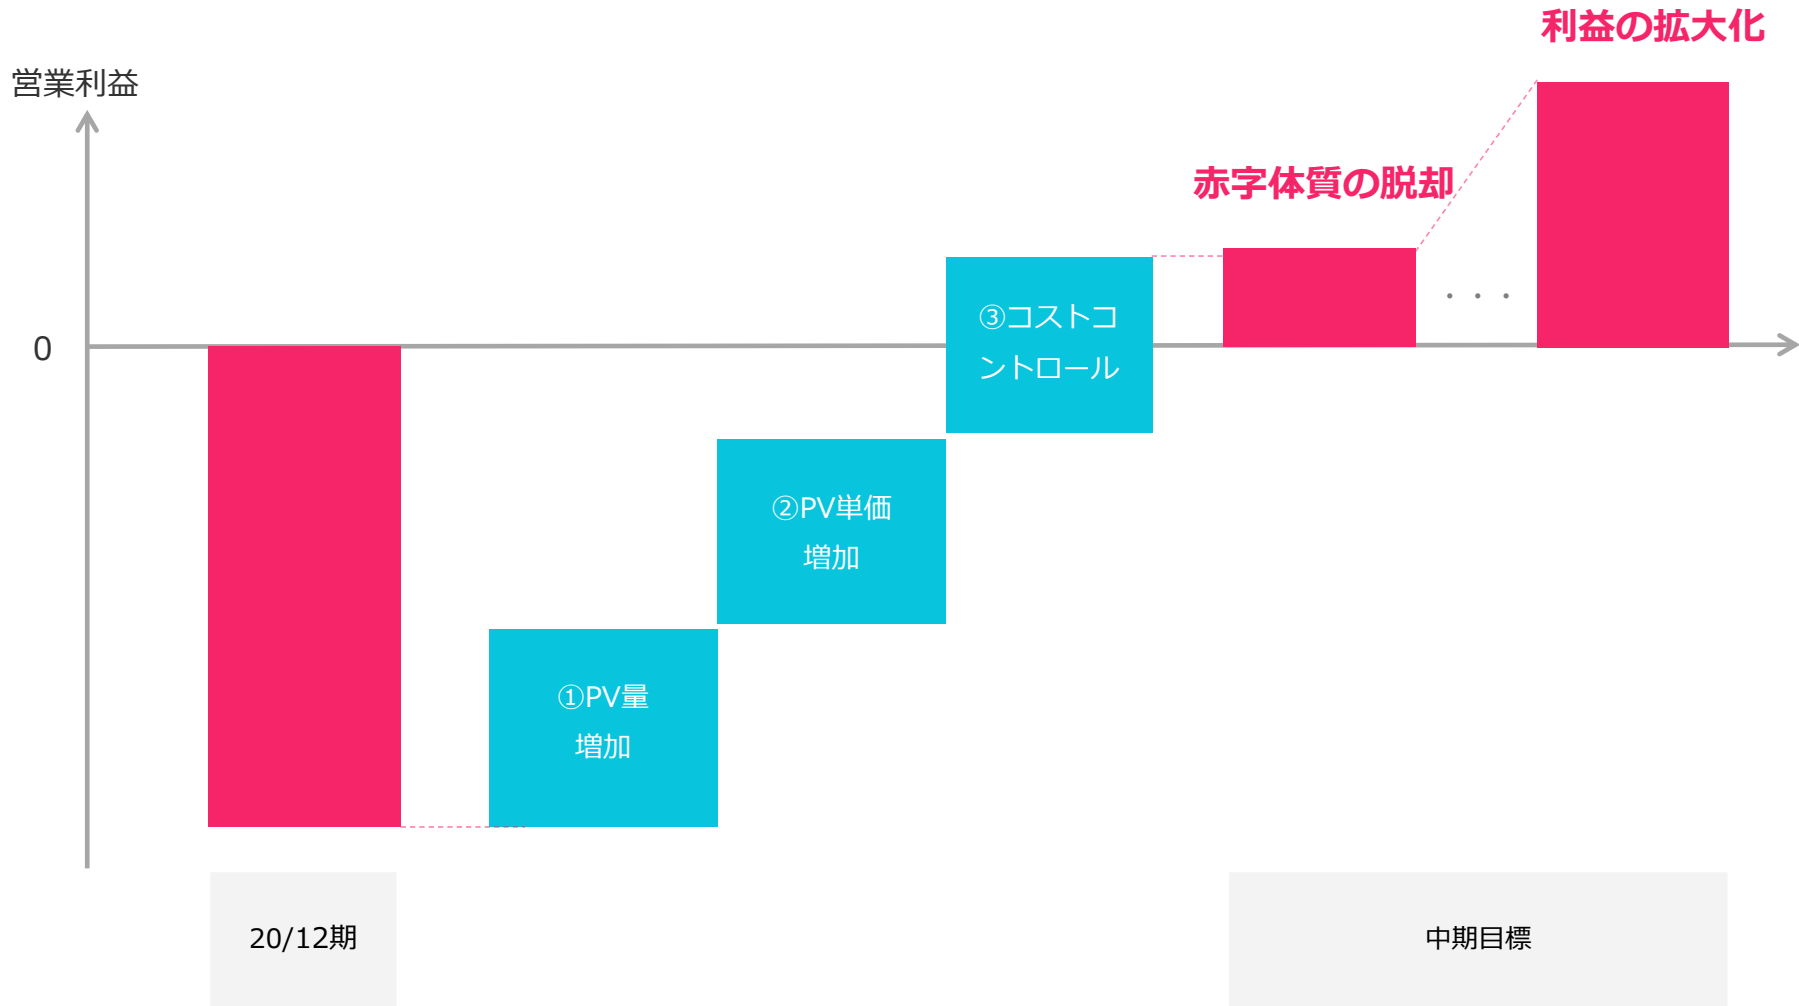 利益の拡大化
営業利益
赤字体質の脱却
・・・
③コストコ
ントロール
0
②PV単価
増加
①PV量
増加
20/12期
中期目標